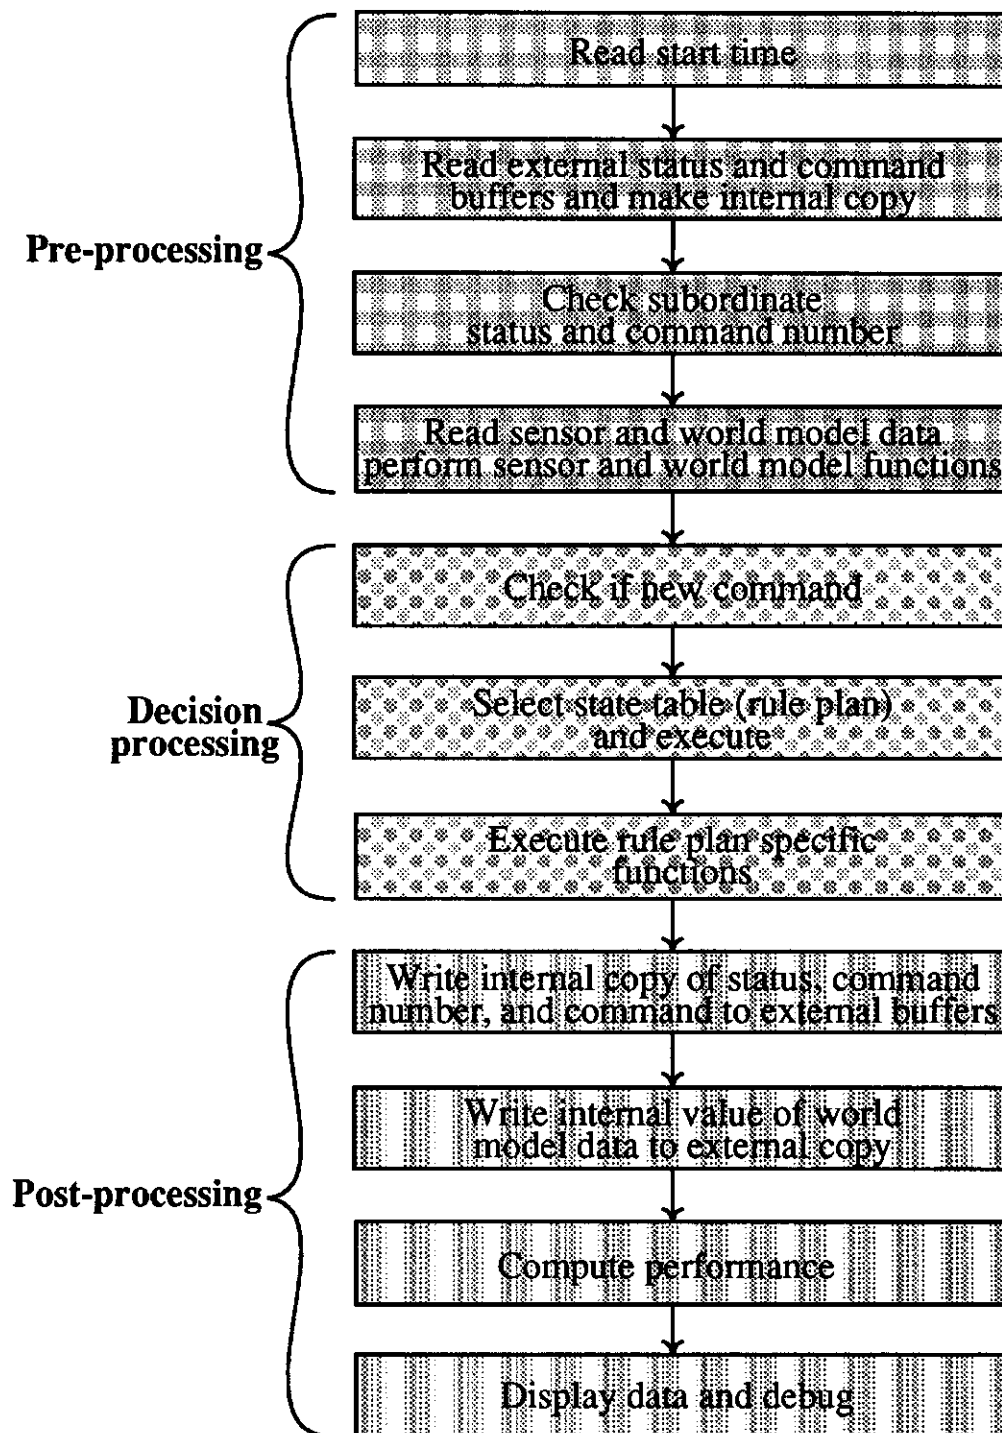 Read start time
Read external status and command
buffers and make internal copy
Pre-processing
Check subordinate
status and command number
Read sensor and world model data
perform sensor and world model functions
Check if new command
Decision
processing
Select state table (rule plan)
and execute
Execute rule plan specific
functions
Write internal copy of status, command
number, and command to external buffers
Write internal value of world
model data to external copy
Post-processing
Compute performance
Display data and debug